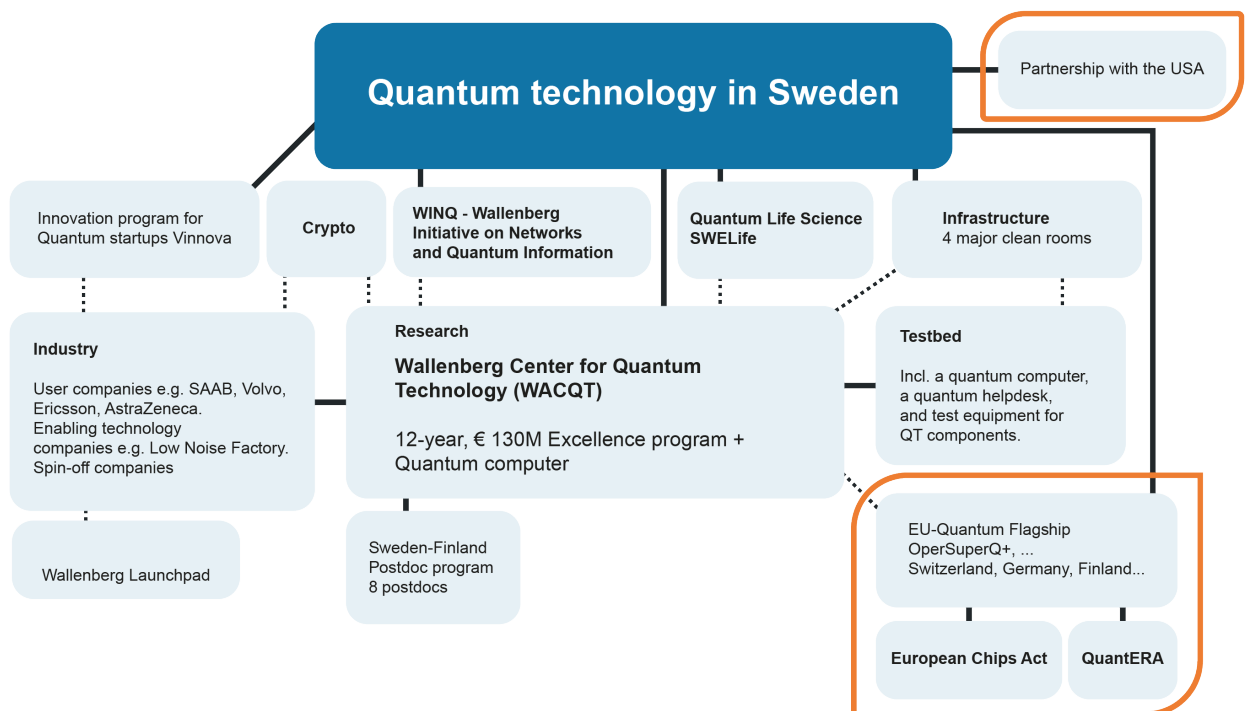 Quantum technology in Sweden
Partnership with the USA
Innovation program for
Quantum startups Vinnova
Crypto
WINQ - Wallenberg
Initiative on Networks
and Quantum Information
Quantum Life Science
SWELife
Infrastructure
4 major clean rooms
Industry
User companies e.g. SAAB, Volvo,
Ericsson, AstraZeneca.
Enabling technology
companies e.g. Low Noise Factory.
Spin-off companies
Research
Wallenberg Center for Quantum
Technology (WACQT)
12-year, € 130M Excellence program +
Quantum computer
Testbed
Incl. a quantum computer,
a quantum helpdesk,
and test equipment for
QT components.
Wallenberg Launchpad
Sweden-Finland
Postdoc program
8 postdocs
EU-Quantum Flagship
OperSuperQ+, ...
Switzerland, Germany, Finland...
European Chips Act
QuantERA